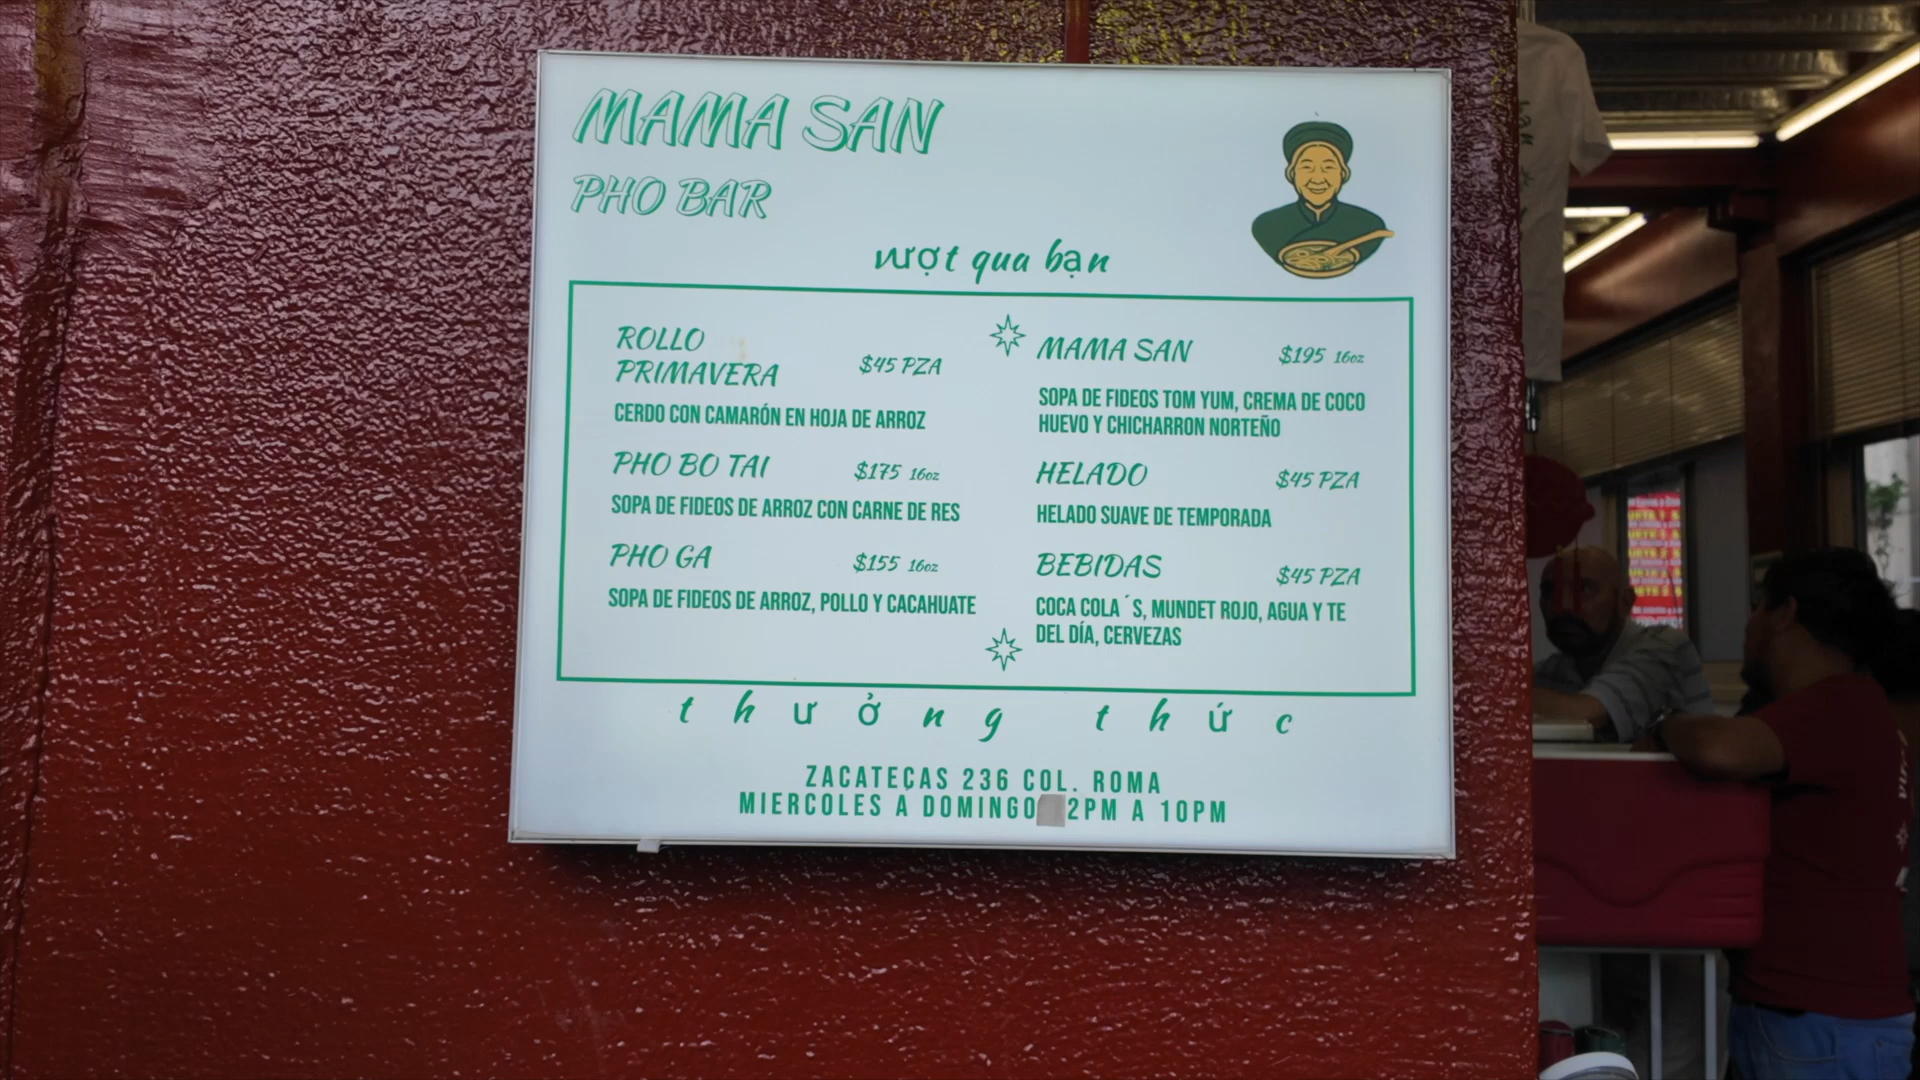 MAMA SAN
PHO BAR
vượt qua bạn
ROLLO
PRIMAVERA $45 PZA
CERDO CON CAMARÓN EN HOJA DE ARROZ
PHO BO TAI $175 16oz
SOPA DE FIDEOS DE ARROZ CON CARNE DE RES
PHO GA $155 16oz
SOPA DE FIDEOS DE ARROZ, POLLO Y CACAHUATE
MAMA SAN $195 16oz
SOPA DE FIDEOS TOM YUM, CREMA DE COCO
HUEVO Y CHICHARRON NORTEÑO
HELADO $45 PZA
HELADO SUAVE DE TEMPORADA
BEBIDAS $45 PZA
COCA COLA ´S, MUNDET ROJO, AGUA Y TE
DEL DÍA, CERVEZAS
thưởng thức
ZACATECAS 236 COL. ROMA
MIERCOLES A DOMINGO 2PM A 10PM